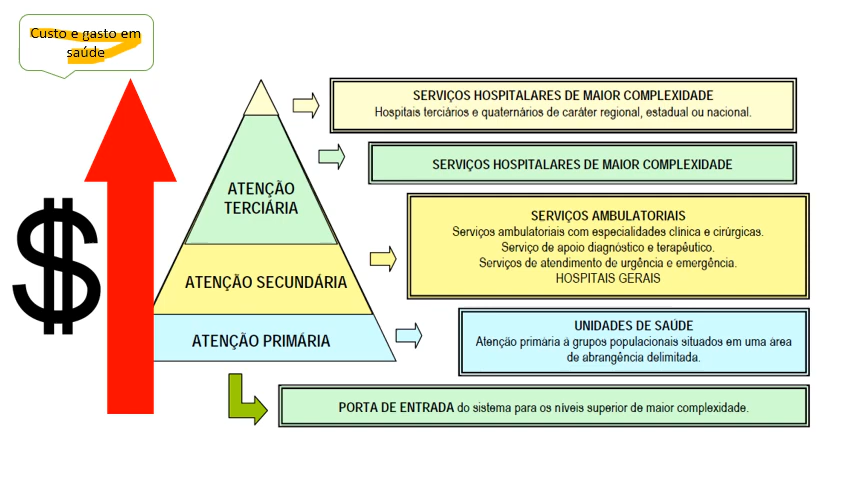 Custo e gasto em
saúde
$
SERVIÇOS HOSPITALARES DE MAIOR COMPLEXIDADE
Hospitais terciários e quaternários de caráter regional, estadual ou nacional.
ATENÇÃO
TERCIÁRIA
SERVIÇOS HOSPITALARES DE MAIOR COMPLEXIDADE
ATENÇÃO SECUNDÁRIA
SERVIÇOS AMBULATORIAIS
Serviços ambulatoriais com especialidades clínica e cirúrgicas.
Serviço de apoio diagnóstico e terapêutico.
Serviços de atendimento de urgência e emergência.
HOSPITAIS GERAIS
ATENÇÃO PRIMÁRIA
UNIDADES DE SAÚDE
Atenção primária à grupos populacionais situados em uma área
de abrangência delimitada.
PORTA DE ENTRADA do sistema para os níveis superior de maior complexidade.